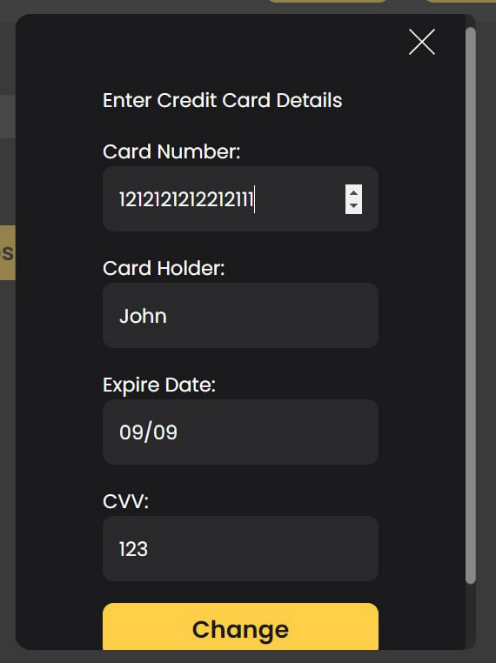 Enter Credit Card Details
Card Number:
1212121212212111
Card Holder:
John
Expire Date:
09/09
CVV:
123
Change